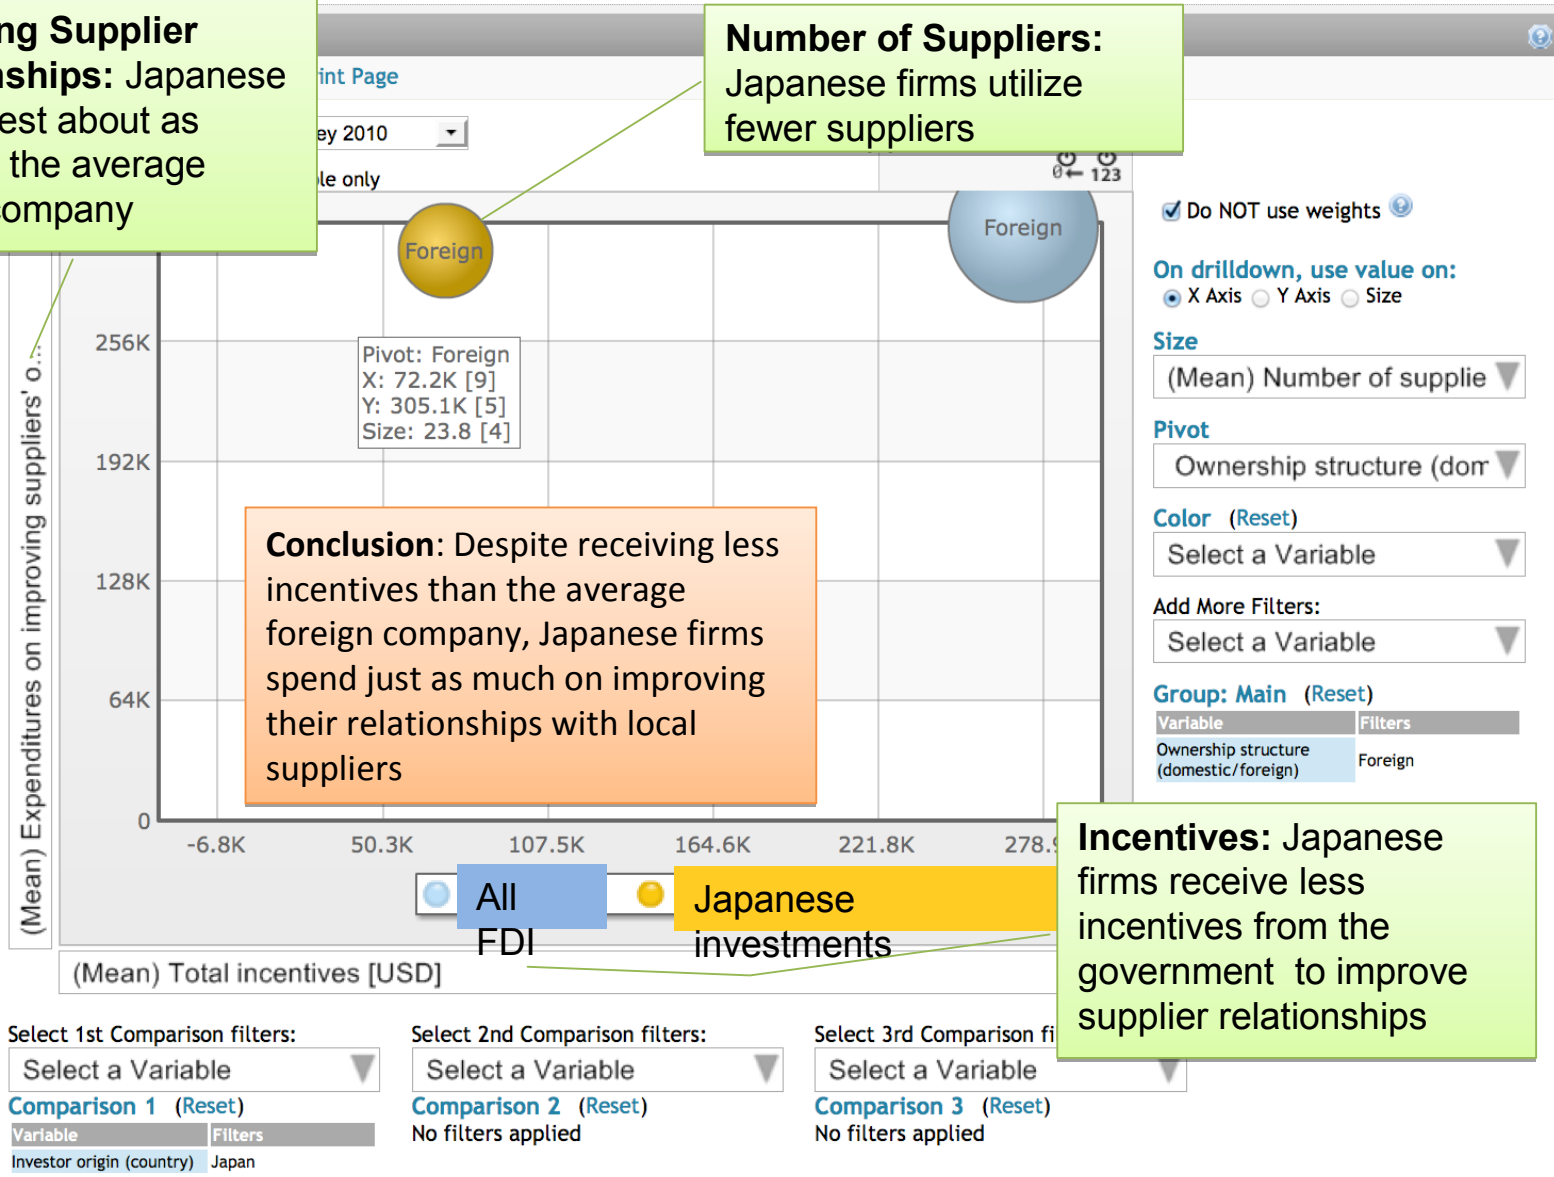 ng Supplier
nships: Japanese
est about as
the average
company
int Page
ey 2010
le only
Number of Suppliers:
Japanese firms utilize
fewer suppliers
0← 123
Foreign
Foreign
Do NOT use weights
On drilldown, use value on:
X Axis Y Axis Size
Size
(Mean) Number of supplie
Pivot
Ownership structure (dom
Color (Reset)
Select a Variable
Add More Filters:
Select a Variable
Group: Main (Reset)
Variable Filters
Ownership structure
(domestic/foreign) Foreign
(Mean) Expenditures on improving suppliers' o...
256K
192K
128K
64K
0
Pivot: Foreign
X: 72.2K [9]
Y: 305.1K [5]
Size: 23.8 [4]
Conclusion: Despite receiving less
incentives than the average
foreign company, Japanese firms
spend just as much on improving
their relationships with local
suppliers
-6.8K 50.3K 107.5K 164.6K 221.8K 278.
All
FDI
Japanese
investments
Incentives: Japanese
firms receive less
incentives from the
government to improve
supplier relationships
(Mean) Total incentives [USD]
Select 1st Comparison filters:
Select a Variable
Comparison 1 (Reset)
Variable Filters
Investor origin (country) Japan
Select 2nd Comparison filters:
Select a Variable
Comparison 2 (Reset)
No filters applied
Select 3rd Comparison fi
Select a Variable
Comparison 3 (Reset)
No filters applied